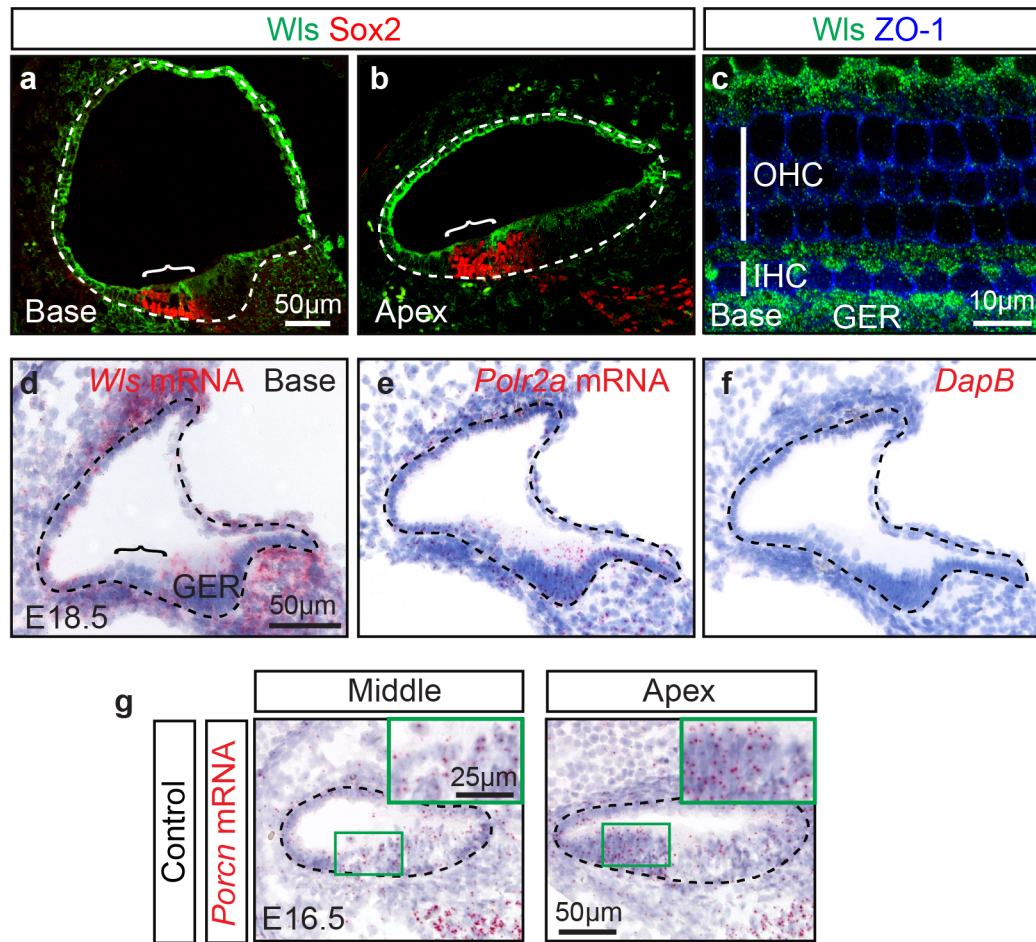 Wls Sox2
Wls ZO-1
a
Base
50µm
b
Apex
c
OHC
IHC
Base
GER
10µm
d
Wls mRNA
Base
GER
E18.5
50µm
e
Polr2a mRNA
f
DapB
g
Middle
Apex
Control
Porcn mRNA
25µm
E16.5
50µm